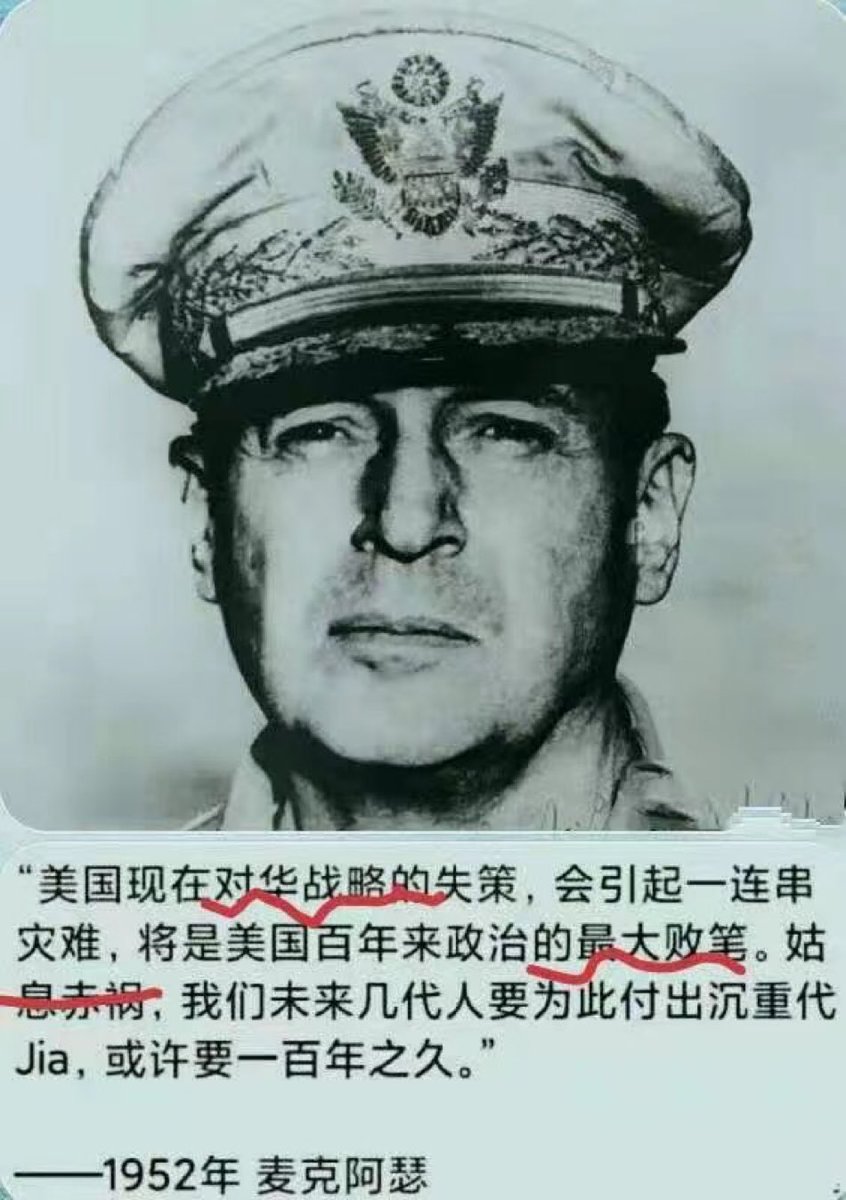 “美国现在对华战略的失策，会引起一连串
灾难，将是美国百年来政治的最大败笔。姑
息赤祸，我们未来几代人要为此付出沉重代
Jia，或许要一百年之久。”
——1952年 麦克阿瑟